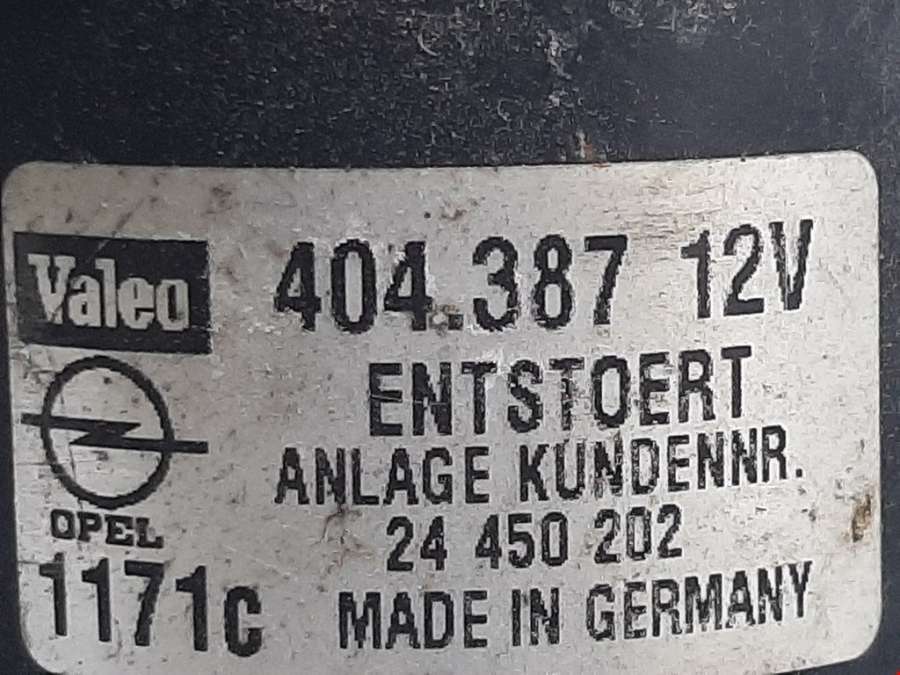 Valeo 404.387 12V
ENTSTOERT
ANLAGE KUNDENNR.
OPEL 24 450 202
1171c MADE IN GERMANY